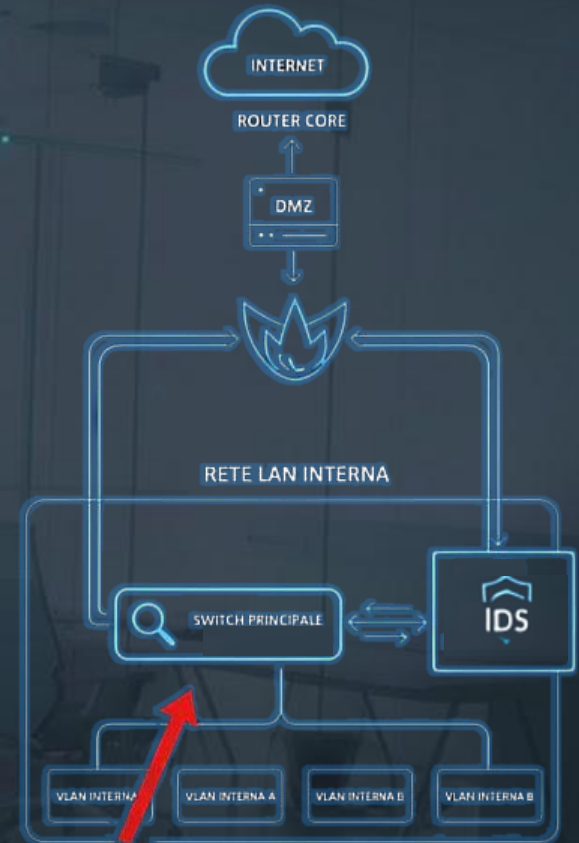 INTERNET
ROUTER CORE
DMZ
RETE LAN INTERNA
SWITCH PRINCIPALE
IDS
VLAN INTERNA
VLAN INTERNA A
VLAN INTERNA B
VLAN INTERNA B